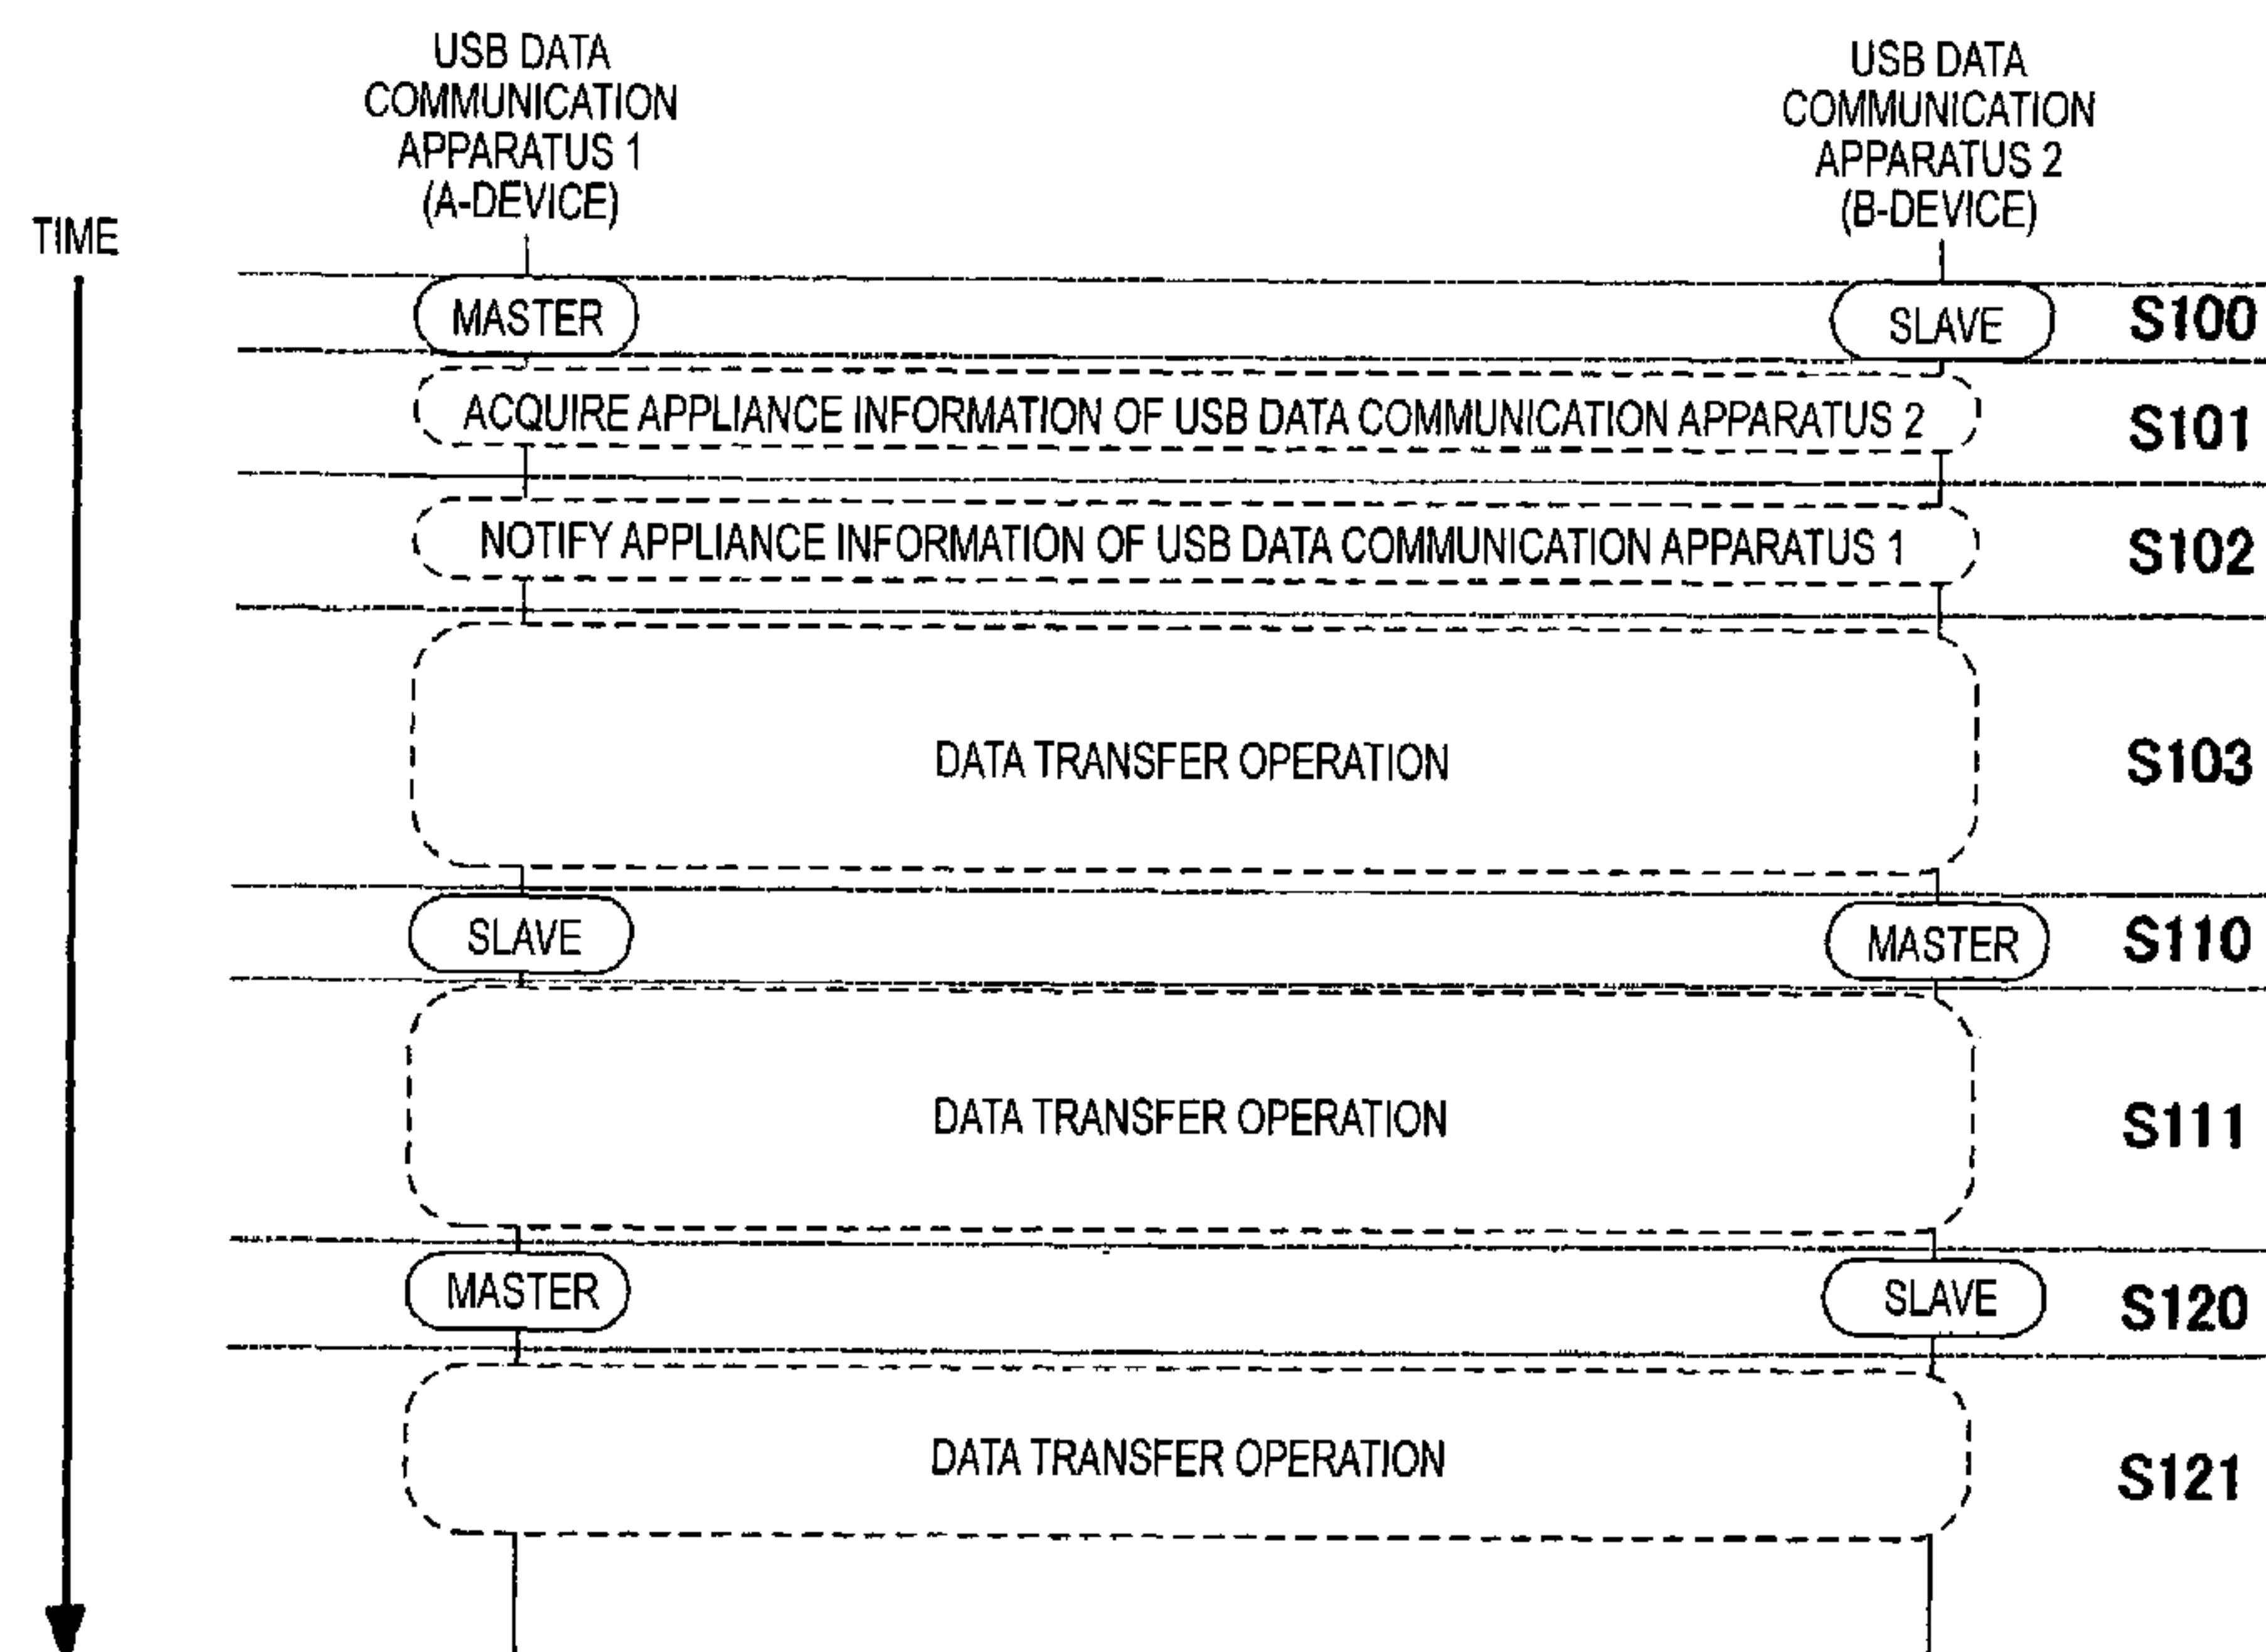 USB DATA
COMMUNICATION
APPARATUS 1
(A-DEVICE)
USB DATA
COMMUNICATION
APPARATUS 2
(B-DEVICE)
TIME
MASTER
SLAVE
S100
ACQUIRE APPLIANCE INFORMATION OF USB DATA COMMUNICATION APPARATUS 2
S101
NOTIFY APPLIANCE INFORMATION OF USB DATA COMMUNICATION APPARATUS 1
S102
DATA TRANSFER OPERATION
S103
SLAVE
MASTER
S110
DATA TRANSFER OPERATION
S111
MASTER
SLAVE
S120
DATA TRANSFER OPERATION
S121